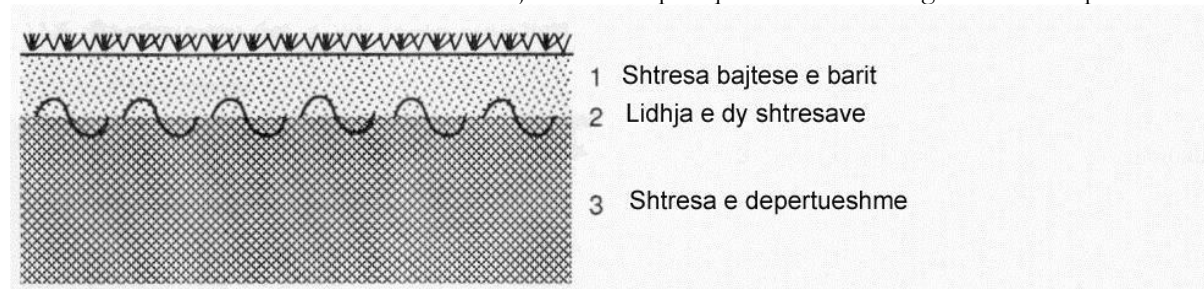 1 Shtresa bajtese e barit
2 Lidhja e dy shtresave
3 Shtresa e depertueshme